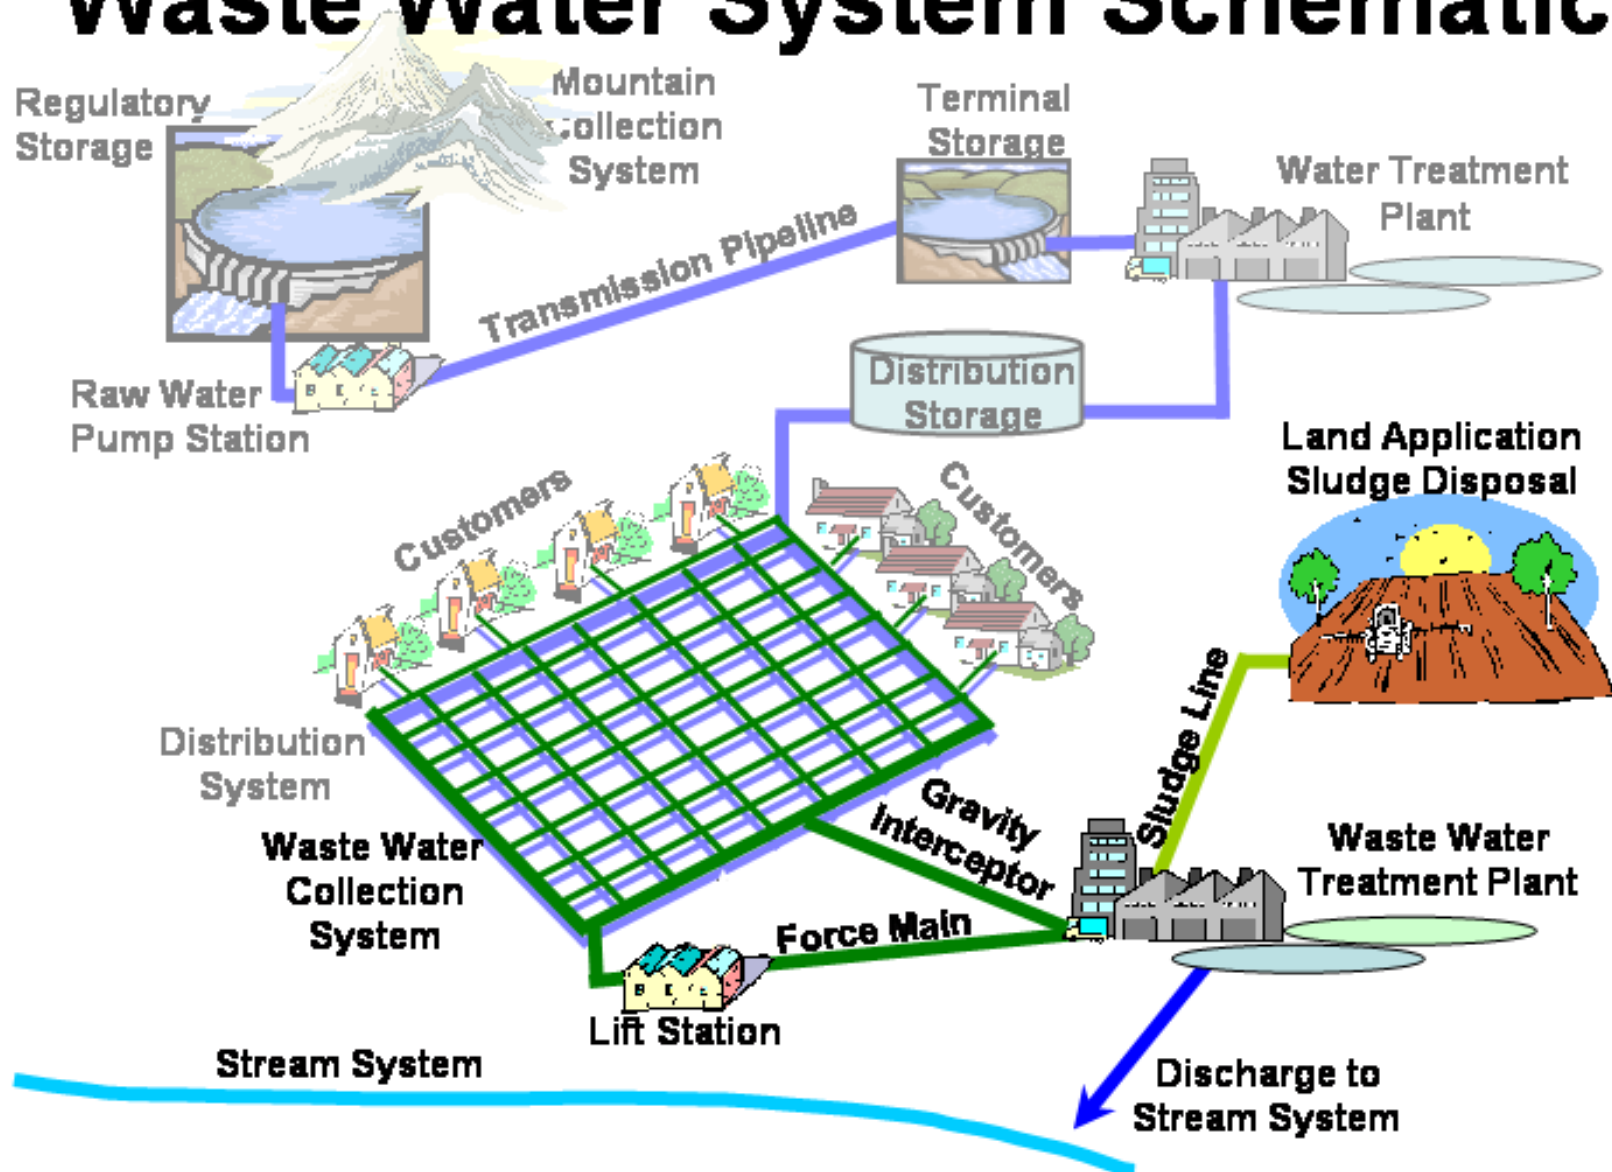 Waste Water System Schematic
Regulatory
Storage
Mountain
Collection
System
Terminal
Storage
Water Treatment
Plant
Transmission Pipeline
Raw Water
Pump Station
Distribution
Storage
Land Application
Sludge Disposal
Customers
Customers
Distribution
System
Sludge Line
Gravity
Interceptor
Waste Water
Collection
System
Waste Water
Treatment Plant
Force Main
Lift Station
Stream System
Discharge to
Stream System